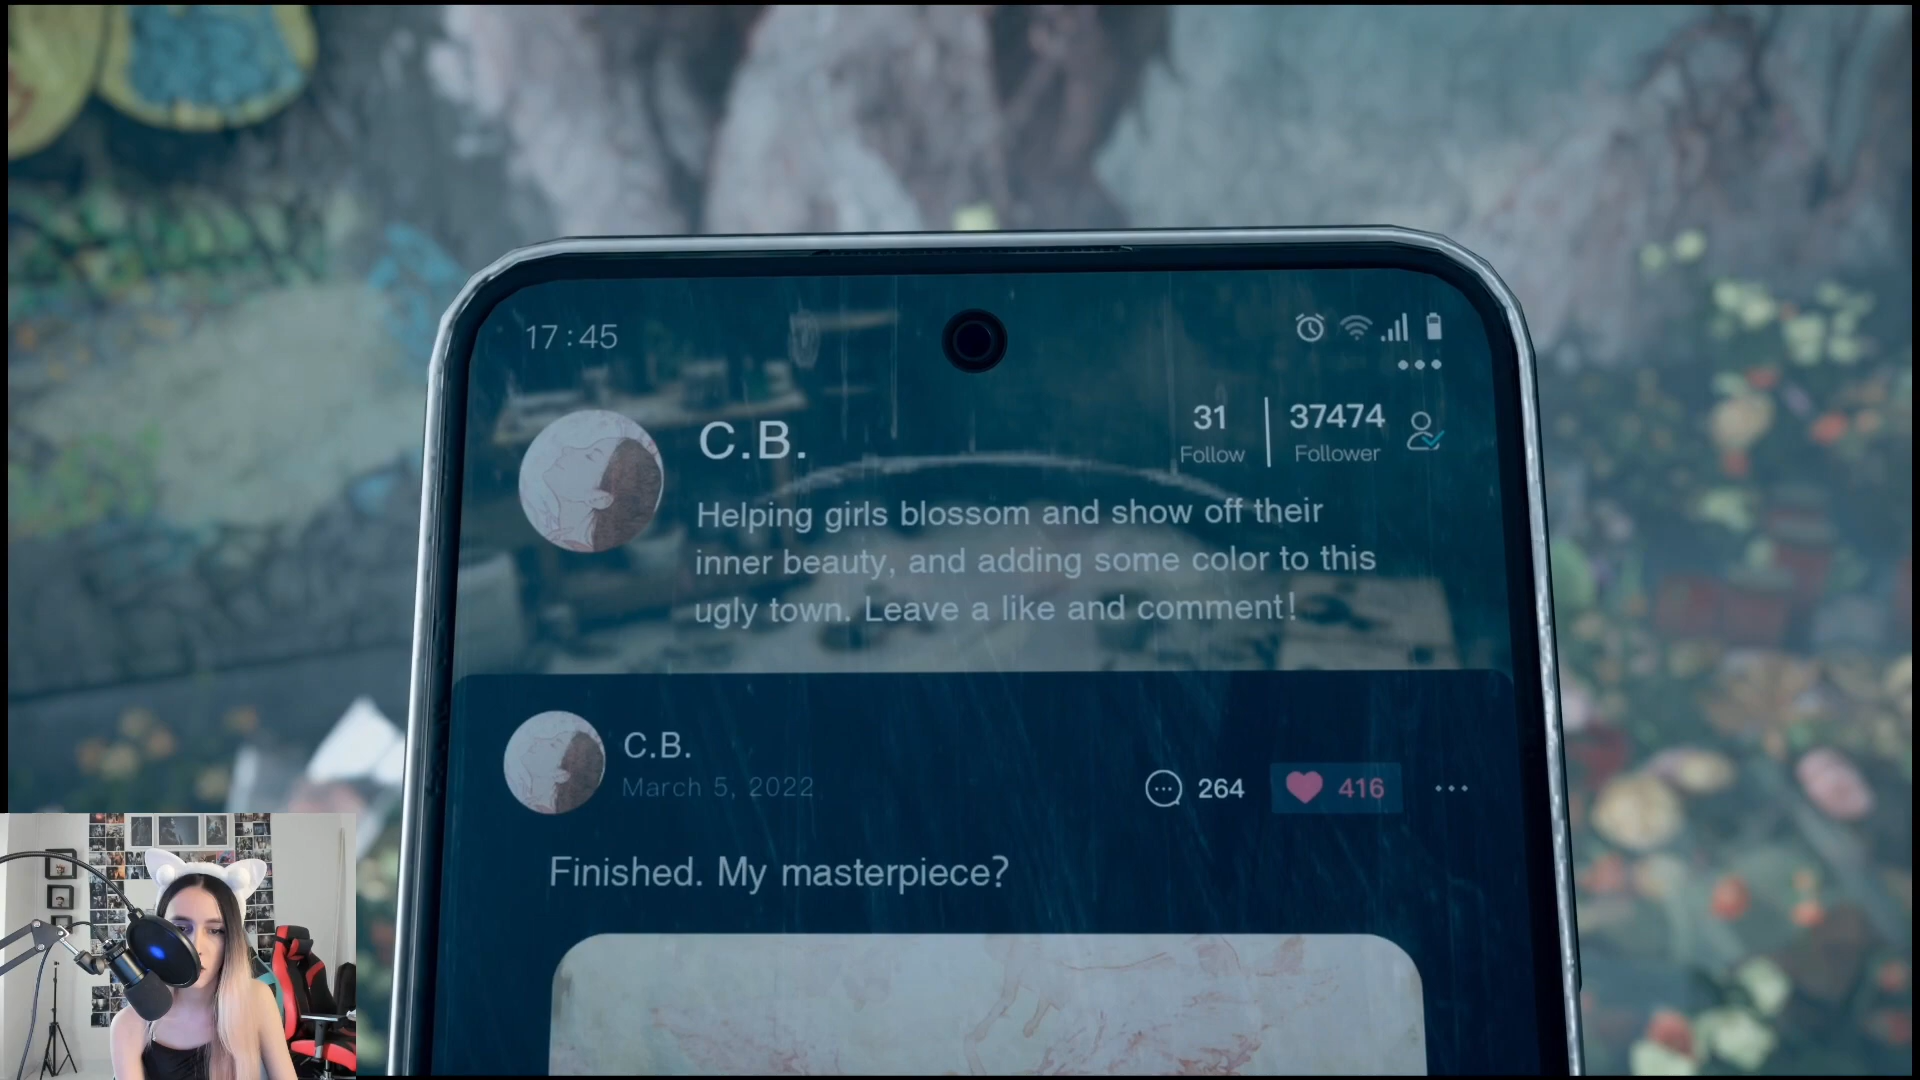 17:45
C.B.
31
Follow
37474
Follower
Helping girls blossom and show off their
inner beauty, and adding some color to this
ugly town. Leave a like and comment!
C.B.
March 5, 2022
264
416
Finished. My masterpiece?